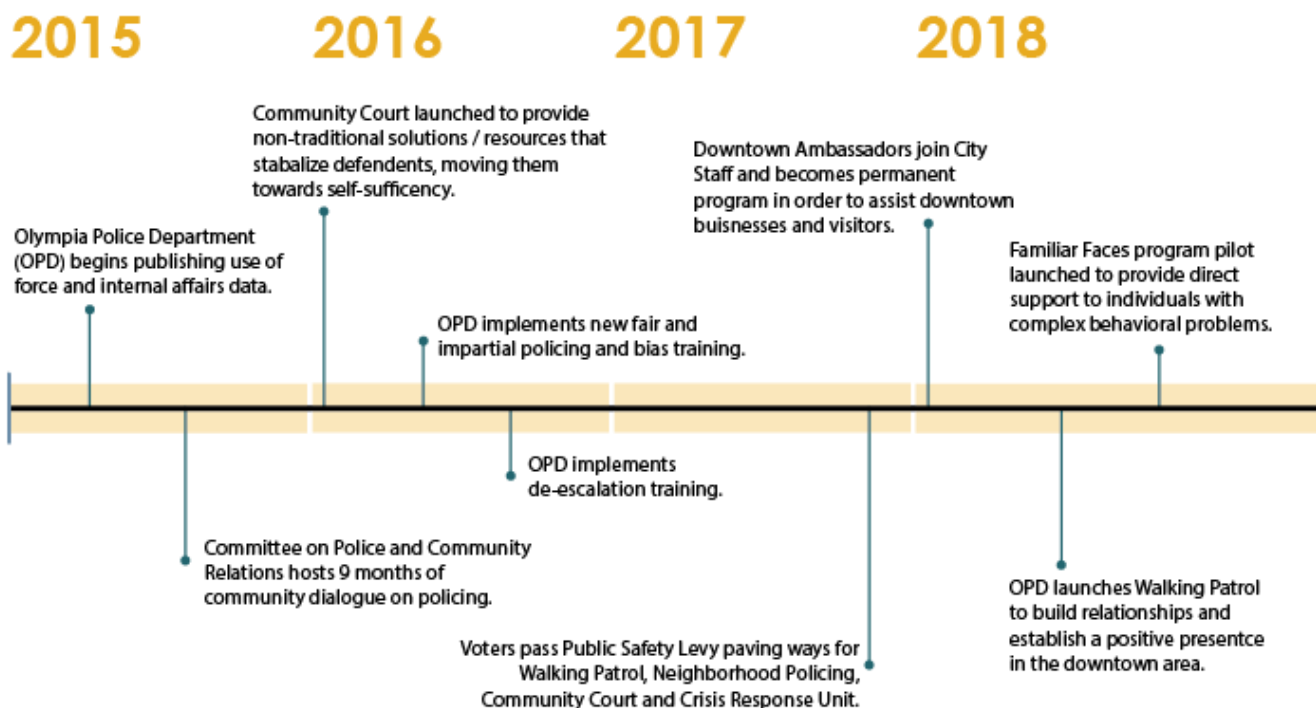 2015
2016
2017
2018
Community Court launched to provide
non-traditional solutions / resources that
stabalize defendents, moving them
towards self-sufficency.
Downtown Ambassadors join City
Staff and becomes permanent
program in order to assist downtown
buisnesses and visitors.
Olympia Police Department
(OPD) begins publishing use of
force and internal affairs data.
Familiar Faces program pilot
launched to provide direct
support to individuals with
complex behavioral problems.
OPD implements new fair and
impartial policing and bias training.
OPD implements
de-escalation training.
Committee on Police and Community
Relations hosts 9 months of
community dialogue on policing.
OPD launches Walking Patrol
to build relationships and
establish a positive presentce
in the downtown area.
Voters pass Public Safety Levy paving ways for
Walking Patrol, Neighborhood Policing,
Community Court and Crisis Response Unit.